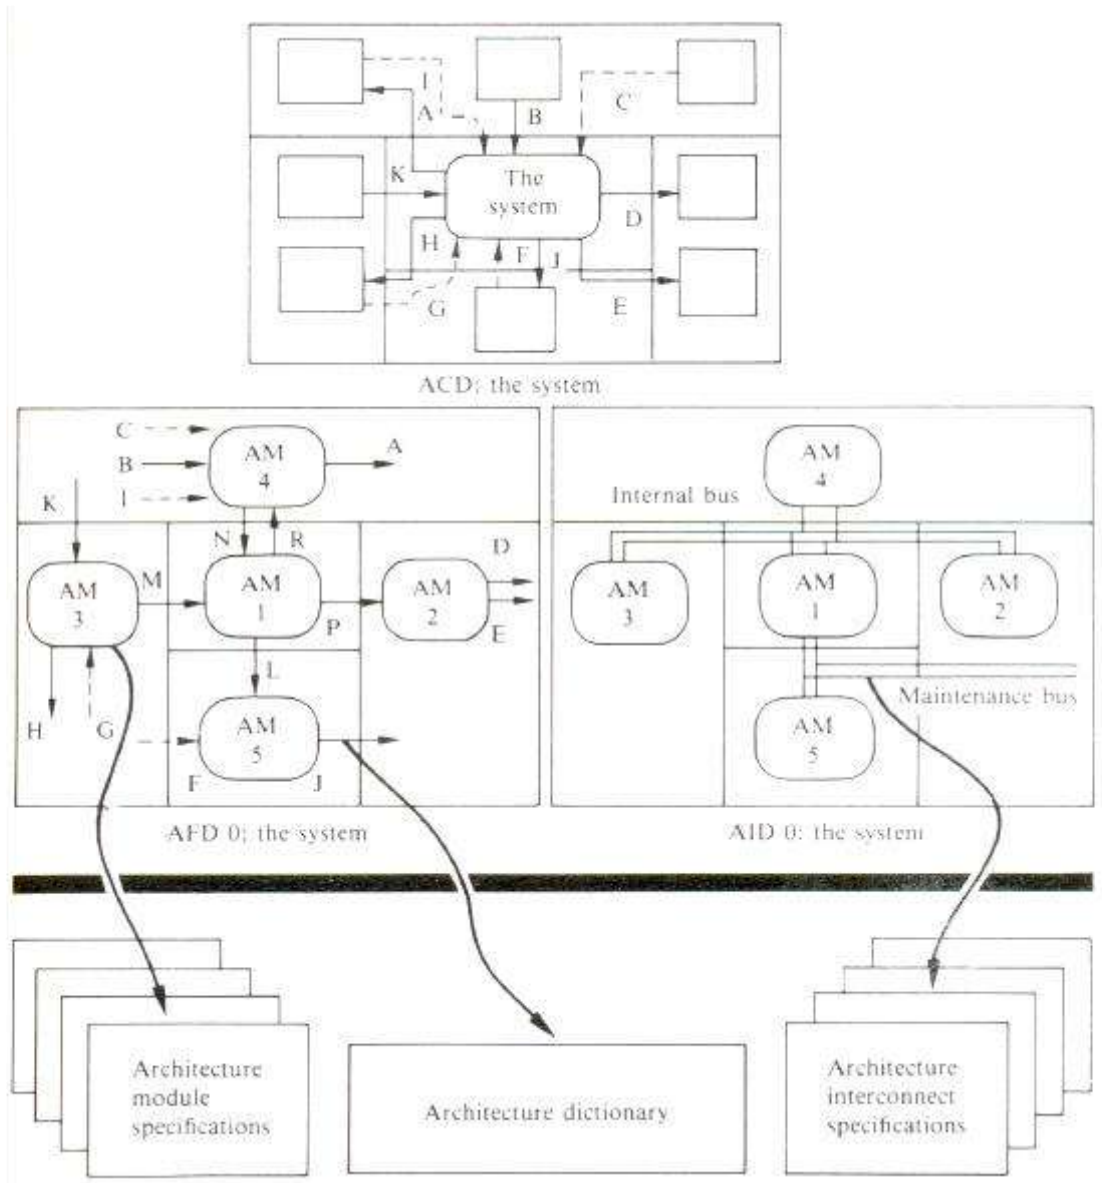 I
A
B
C
The
system
K
D
H
F
J
G
E
ACD: the system
C
B
I
K
AM
4
A
N
R
D
AM
3
M
AM
1
P
AM
2
E
L
H
G
AM
5
F
J
AFD 0: the system
AM
4
Internal bus
AM
3
AM
1
AM
2
Maintenance bus
AM
5
AID 0: the system
Architecture
module
specifications
Architecture dictionary
Architecture
interconnect
specifications